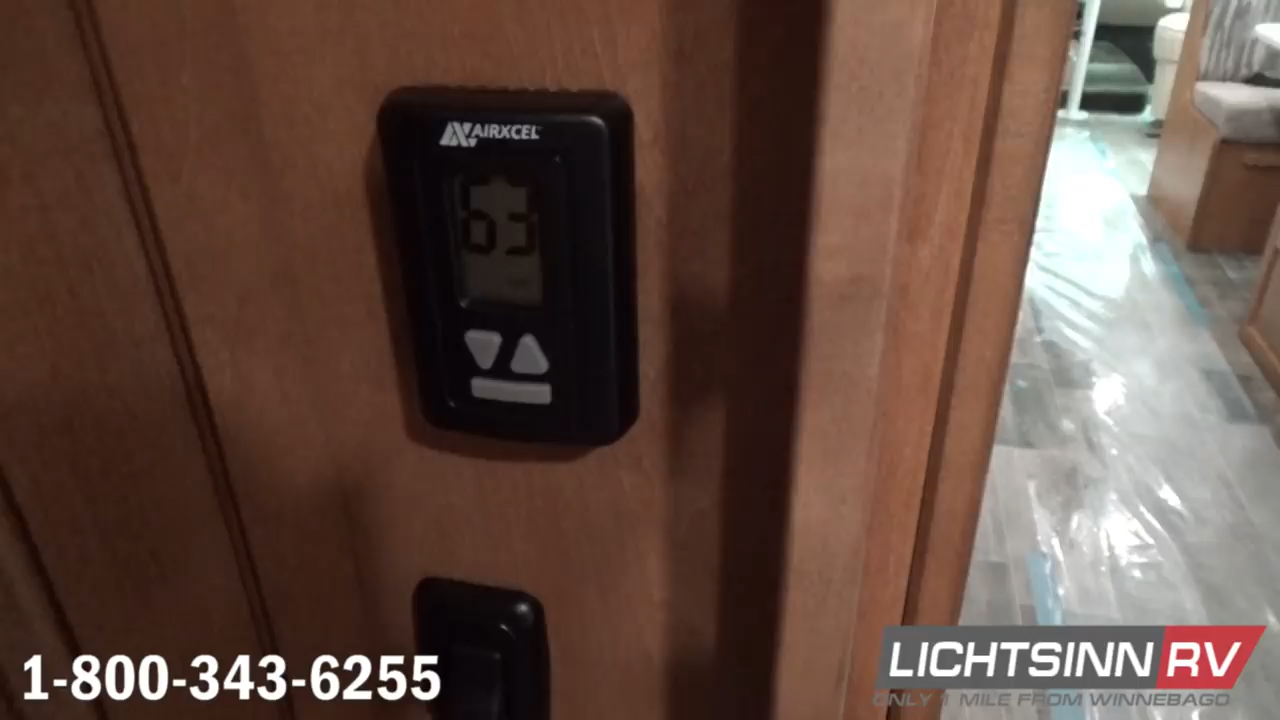 AIRXCEL
63
1-800-343-6255
LICHTSINN RV
ONLY 1 MILE FROM WINNEBAGO